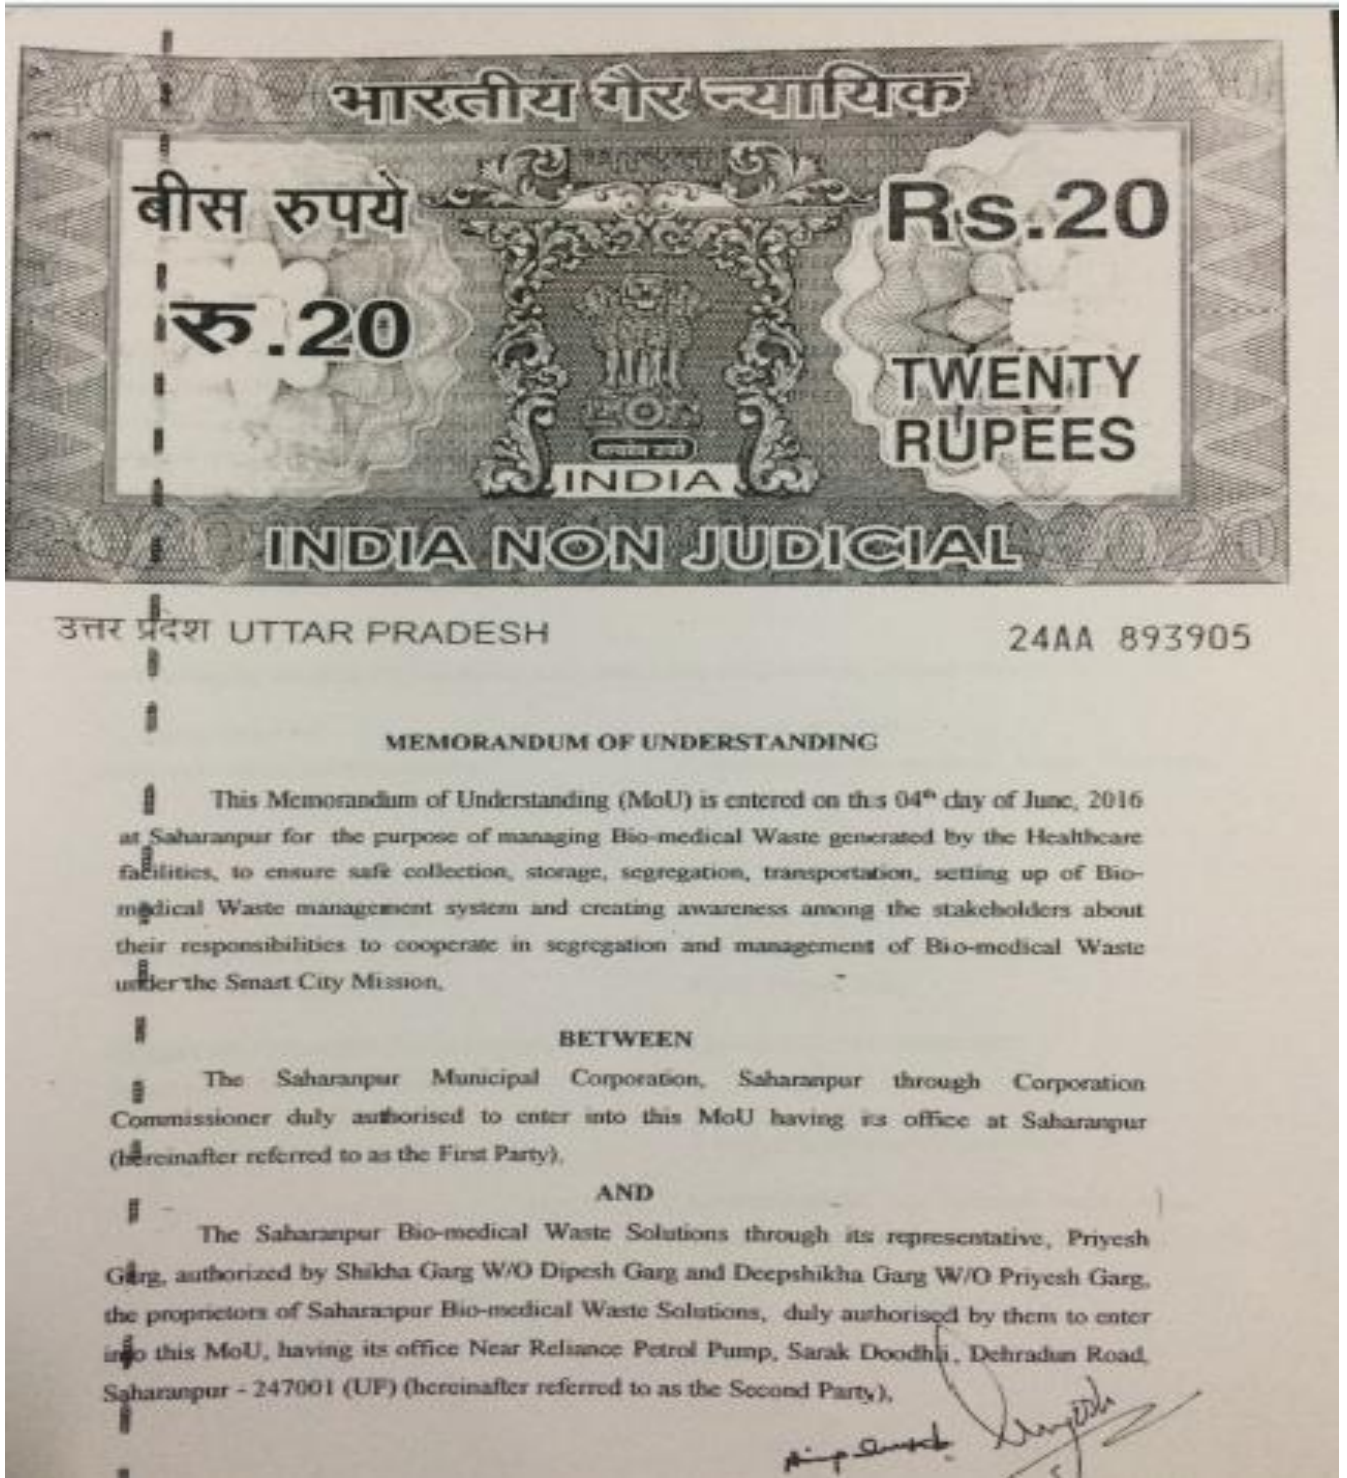 भारतीय गैर न्यायिक
बीस रुपये
Rs.20
रु.20
TWENTY
RUPEES
INDIA
INDIA NON JUDICIAL
उत्तर प्रदेश UTTAR PRADESH
24AA 893905
MEMORANDUM OF UNDERSTANDING
This Memorandum of Understanding (MoU) is entered on this 04th day of June, 2016
at Saharanpur for the purpose of managing Bio-medical Waste generated by the Healthcare
facilities, to ensure safe collection, storage, segregation, transportation, setting up of Bio-
medical Waste management system and creating awareness among the stakeholders about
their responsibilities to cooperate in segregation and management of Bio-medical Waste
under the Smart City Mission,
BETWEEN
The Saharanpur Municipal Corporation, Saharanpur through Corporation
Commissioner duly authorised to enter into this MoU having its office at Saharanpur
(hereinafter referred to as the First Party),
AND
The Saharanpur Bio-medical Waste Solutions through its representative, Priyesh
Garg, authorized by Shikha Garg W/O Dipesh Garg and Deepshikha Garg W/O Priyesh Garg,
the proprietors of Saharanpur Bio-medical Waste Solutions, duly authorised by them to enter
into this MoU, having its office Near Reliance Petrol Pump, Sarak Doodhli, Dehradun Road,
Saharanpur - 247001 (UP) (hereinafter referred to as the Second Party),